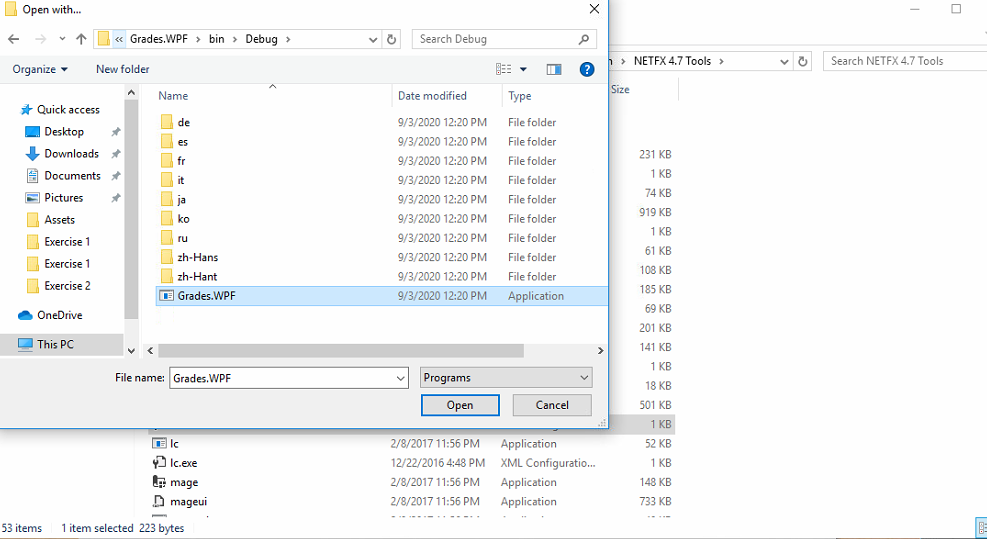 Open with...
« Grades.WPF > bin > Debug >
Search Debug
Organize
New folder
Name
Date modified
Type
Quick access
Desktop
Downloads
Documents
Pictures
Assets
Exercise 1
Exercise 1
Exercise 2
OneDrive
This PC
de 9/3/2020 12:20 PM File folder
es 9/3/2020 12:20 PM File folder
fr 9/3/2020 12:20 PM File folder
it 9/3/2020 12:20 PM File folder
ja 9/3/2020 12:20 PM File folder
ko 9/3/2020 12:20 PM File folder
ru 9/3/2020 12:20 PM File folder
zh-Hans 9/3/2020 12:20 PM File folder
zh-Hant 9/3/2020 12:20 PM File folder
Grades.WPF 9/3/2020 12:20 PM Application
File name: Grades.WPF
Programs
Open
Cancel
> NETFX 4.7 Tools >
Search NETFX 4.7 Tools
Size
231 KB
1 KB
74 KB
919 KB
1 KB
61 KB
108 KB
185 KB
69 KB
201 KB
141 KB
1 KB
18 KB
501 KB
1 KB
lc 2/8/2017 11:56 PM Application 52 KB
lc.exe 12/22/2016 4:48 PM XML Configuratio... 1 KB
mage 2/8/2017 11:56 PM Application 148 KB
mageui 2/8/2017 11:56 PM Application 733 KB
53 items 1 item selected 223 bytes